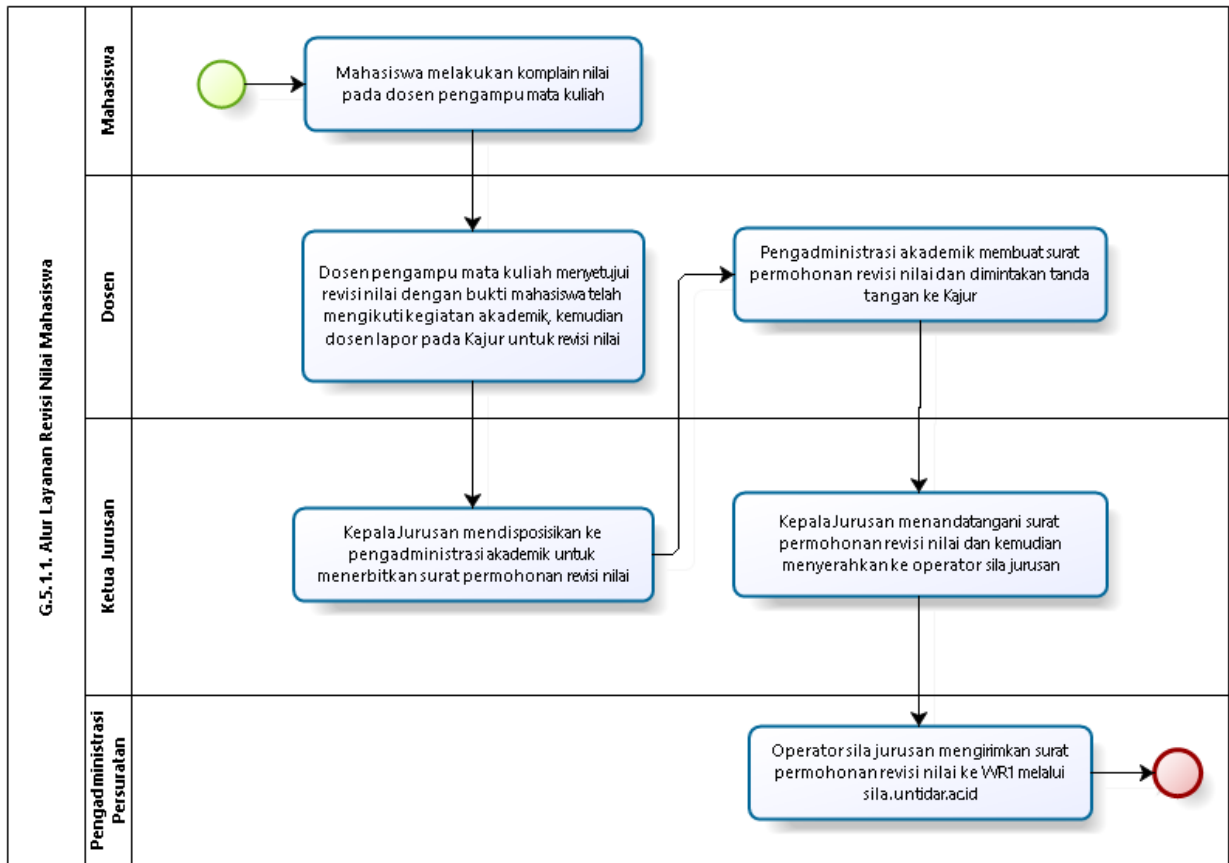 G.5.1.1. Alur Layanan Revisi Nilai Mahasiswa
Mahasiswa
Mahasiswa melakukan komplain nilai
pada dosen pengampu mata kuliah
Dosen
Dosen pengampu mata kuliah menyetujui
revisi nilai dengan bukti mahasiswa telah
mengikuti kegiatan akademik, kemudian
dosen lapor pada Kajur untuk revisi nilai
Pengadministrasi akademik membuat surat
permohonan revisi nilai dan dimintakan tanda
tangan ke Kajur
Ketua Jurusan
Kepala Jurusan mendisposisikan ke
pengadministrasi akademik untuk
menerbitkan surat permohonan revisi nilai
Kepala Jurusan menandatangani surat
permohonan revisi nilai dan kemudian
menyerahkan ke operator sila jurusan
Pengadministrasi
Persuratan
Operator sila jurusan mengirimkan surat
permohonan revisi nilai ke WR1 melalui
sila.untidar.ac.id